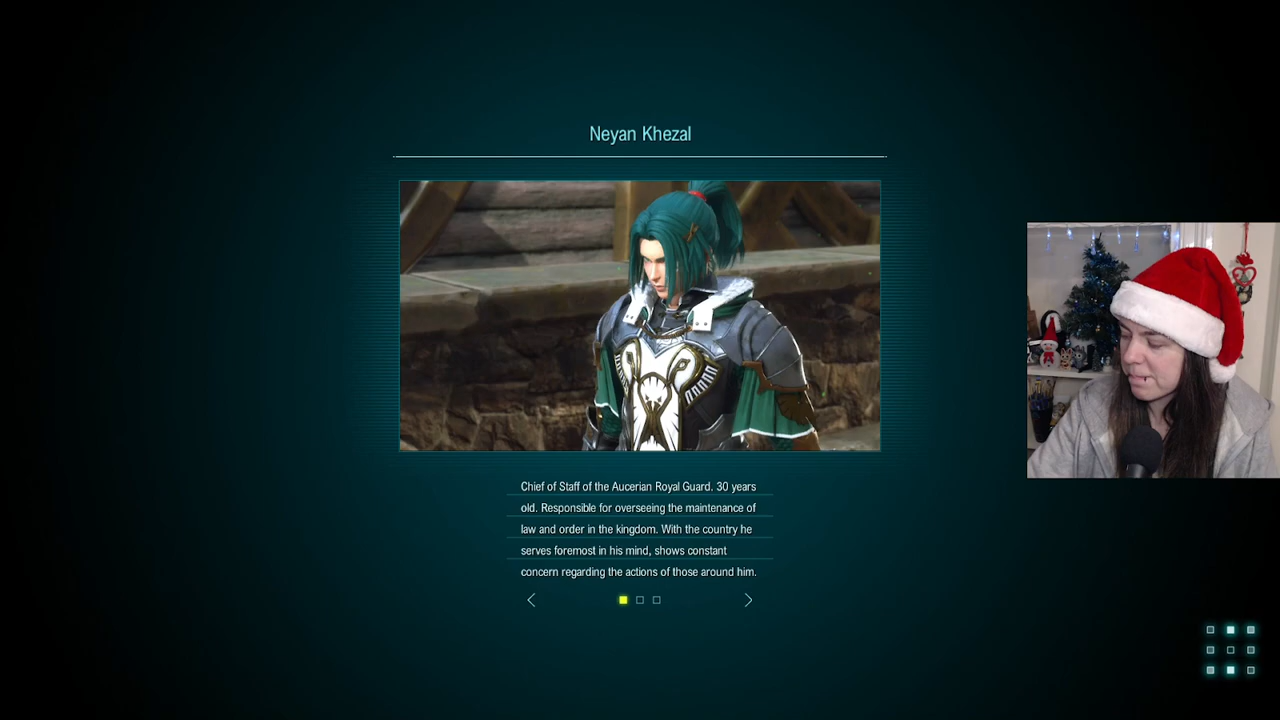 Neyan Khezal
Chief of Staff of the Aucerian Royal Guard. 30 years
old. Responsible for overseeing the maintenance of
law and order in the kingdom. With the country he
serves foremost in his mind, shows constant
concern regarding the actions of those around him.